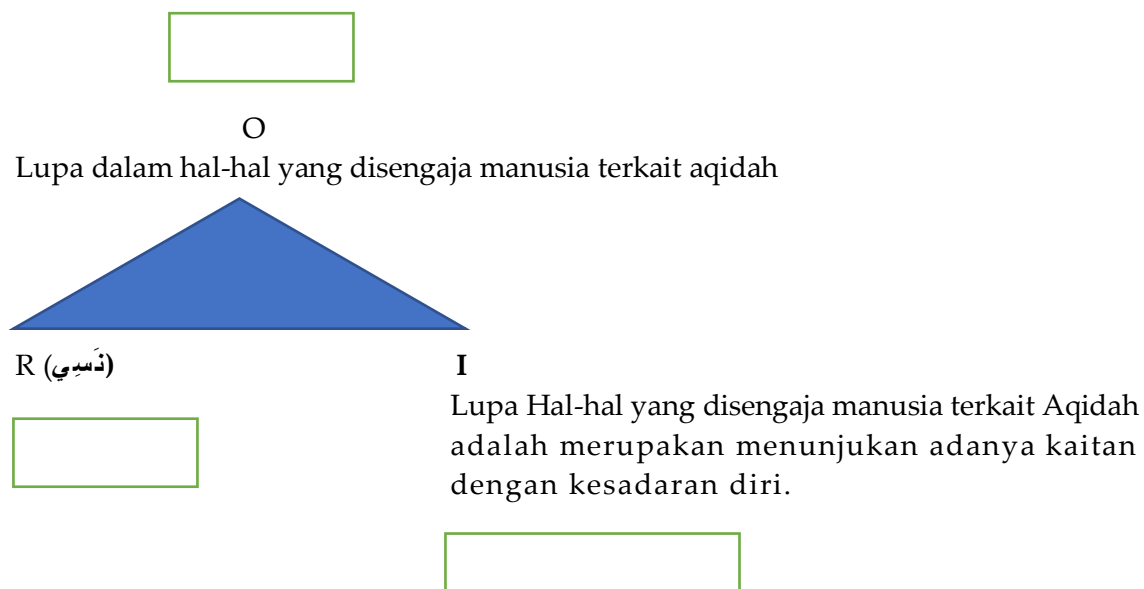 O
Lupa dalam hal-hal yang disengaja manusia terkait aqidah
R (نَسِي)
I
Lupa Hal-hal yang disengaja manusia terkait Aqidah
adalah merupakan menunjukan adanya kaitan
dengan kesadaran diri.